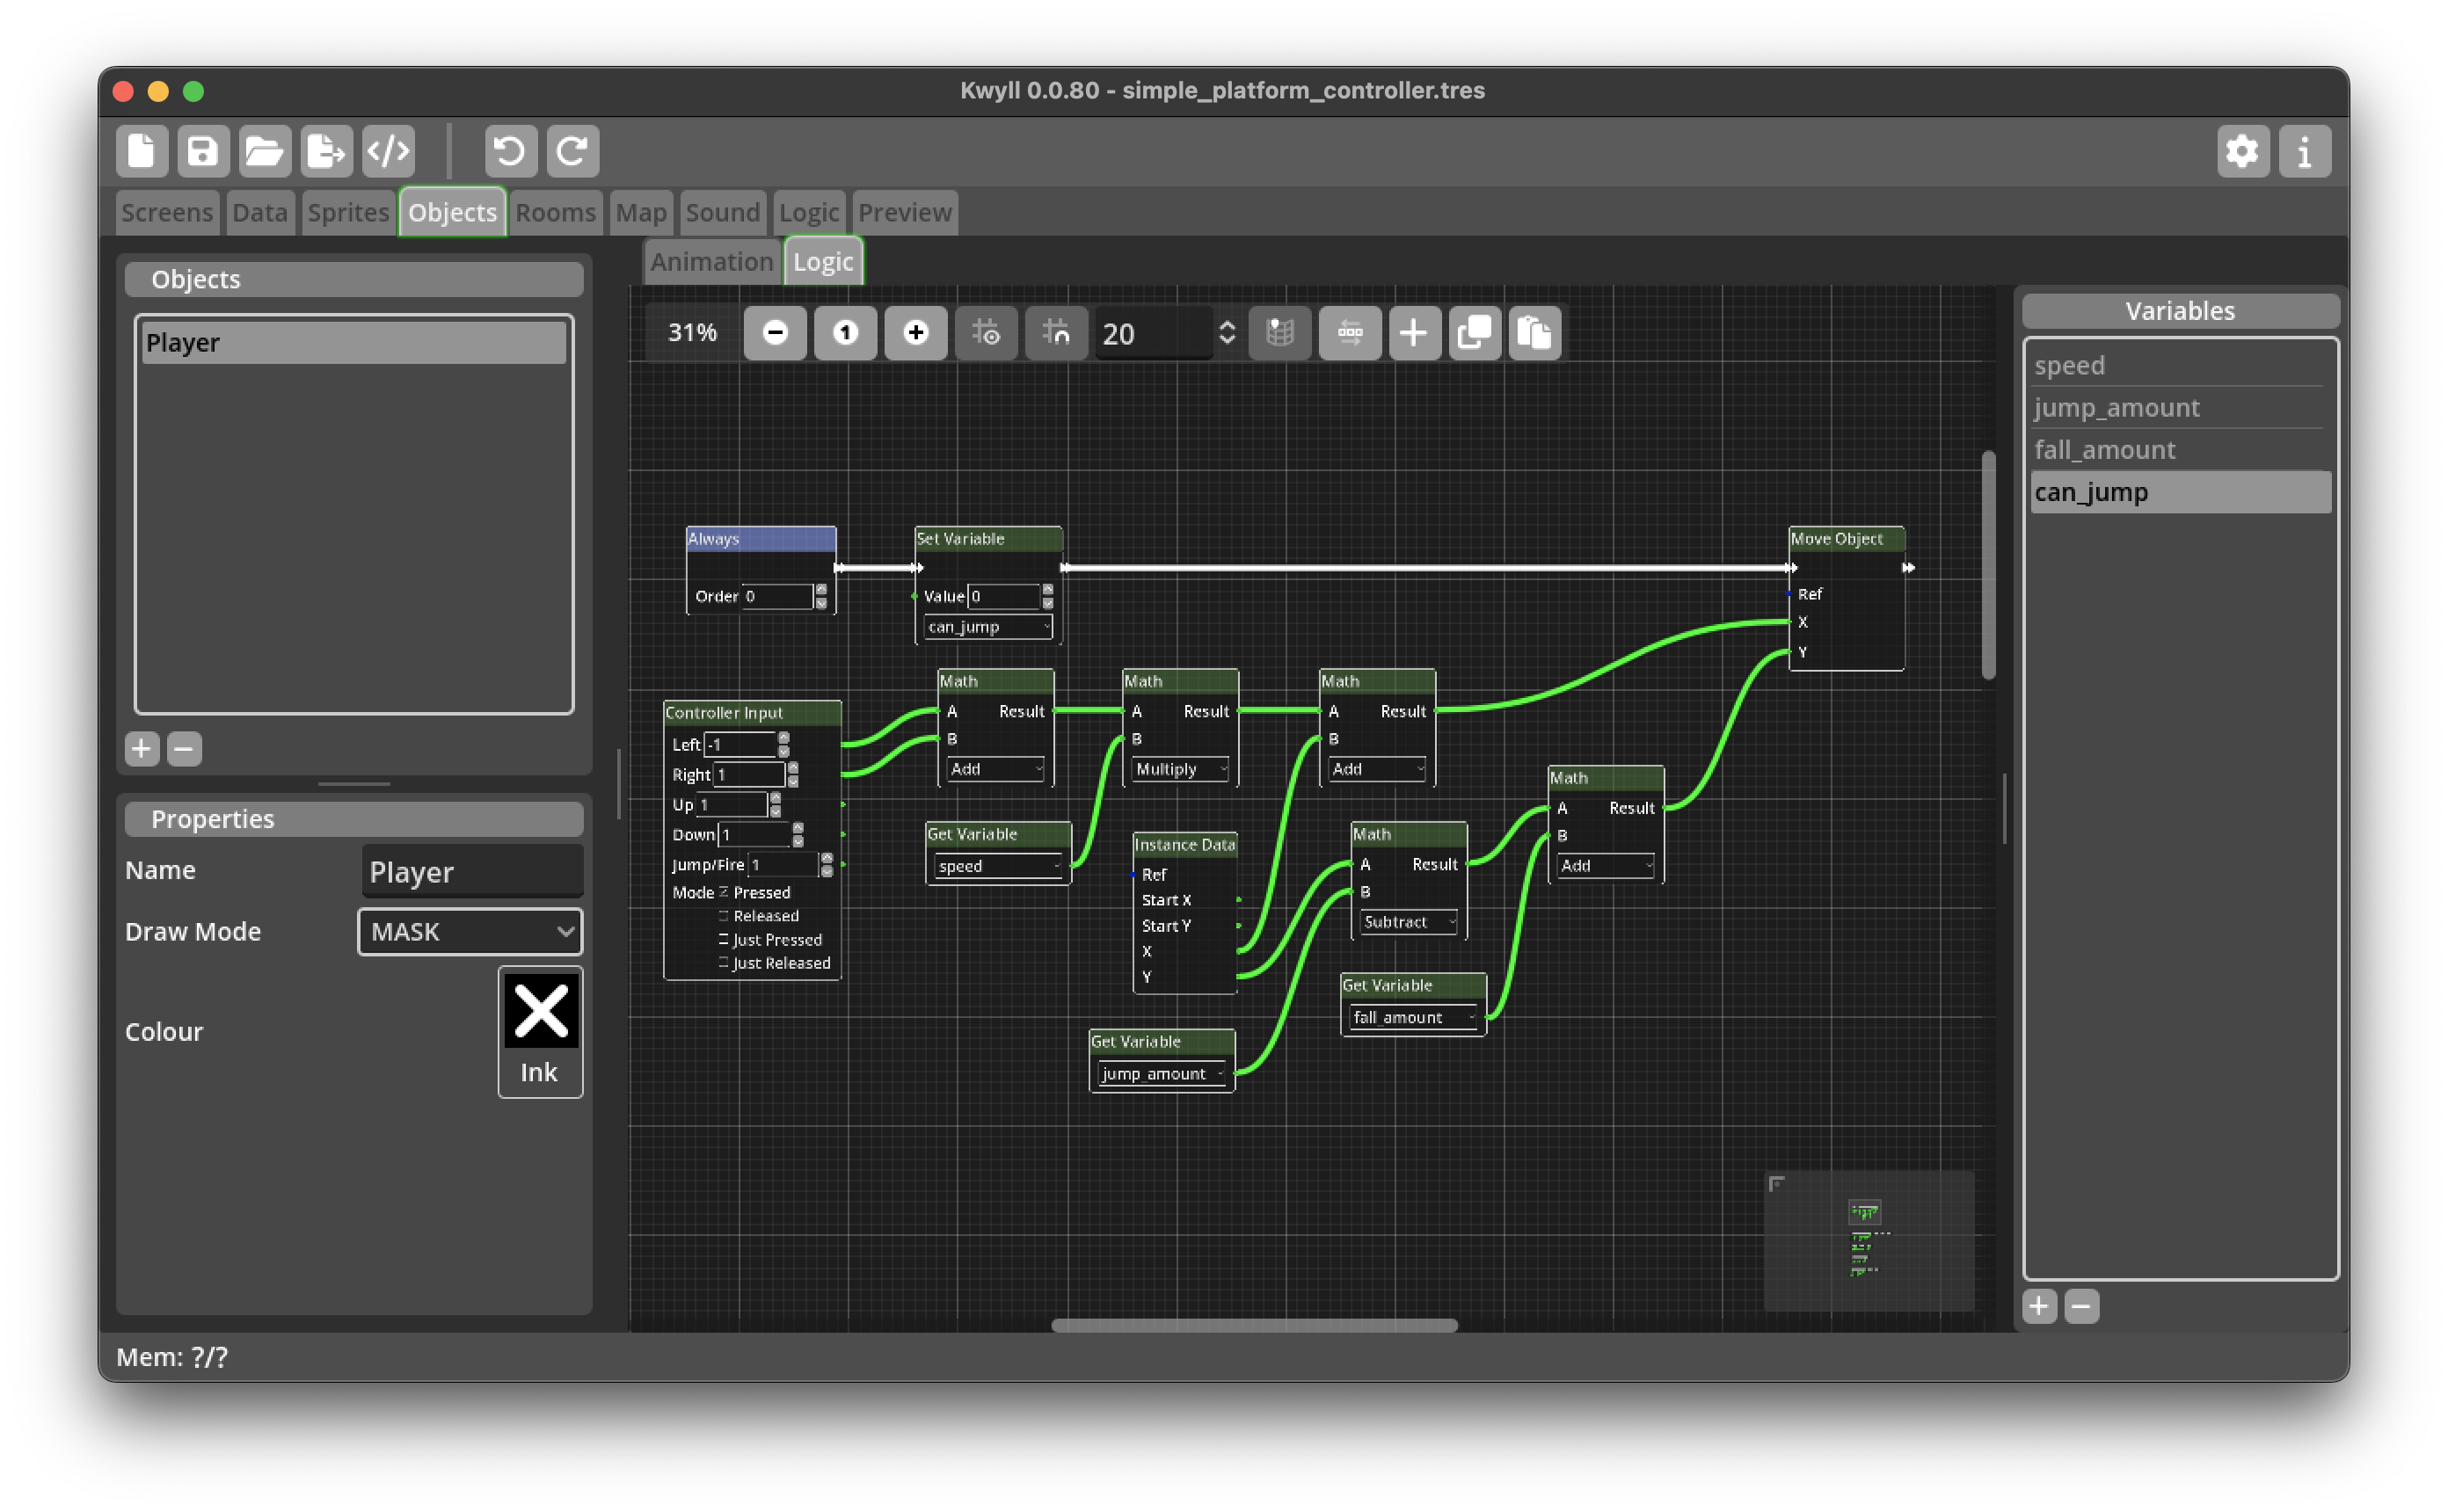 Kwyll 0.0.80 - simple_platform_controller.tres
Screens Data Sprites Objects Rooms Map Sound Logic Preview
Objects
Player
Properties
Name Player
Draw Mode MASK
Colour
Ink
Animation Logic
31% 1 20
Always
Order 0
Set Variable
Value 0
can_jump
Move Object
Ref
X
Y
Controller Input
Left -1
Right 1
Up 1
Down 1
Jump/Fire 1
Mode Pressed
Released
Just Pressed
Just Released
Math
A Result
B
Add
Math
A Result
B
Multiply
Math
A Result
B
Add
Get Variable
speed
Instance Data
Ref
Start X
Start Y
X
Y
Math
A Result
B
Subtract
Math
A Result
B
Add
Get Variable
fall_amount
Get Variable
jump_amount
Variables
speed
jump_amount
fall_amount
can_jump
Mem: ?/?